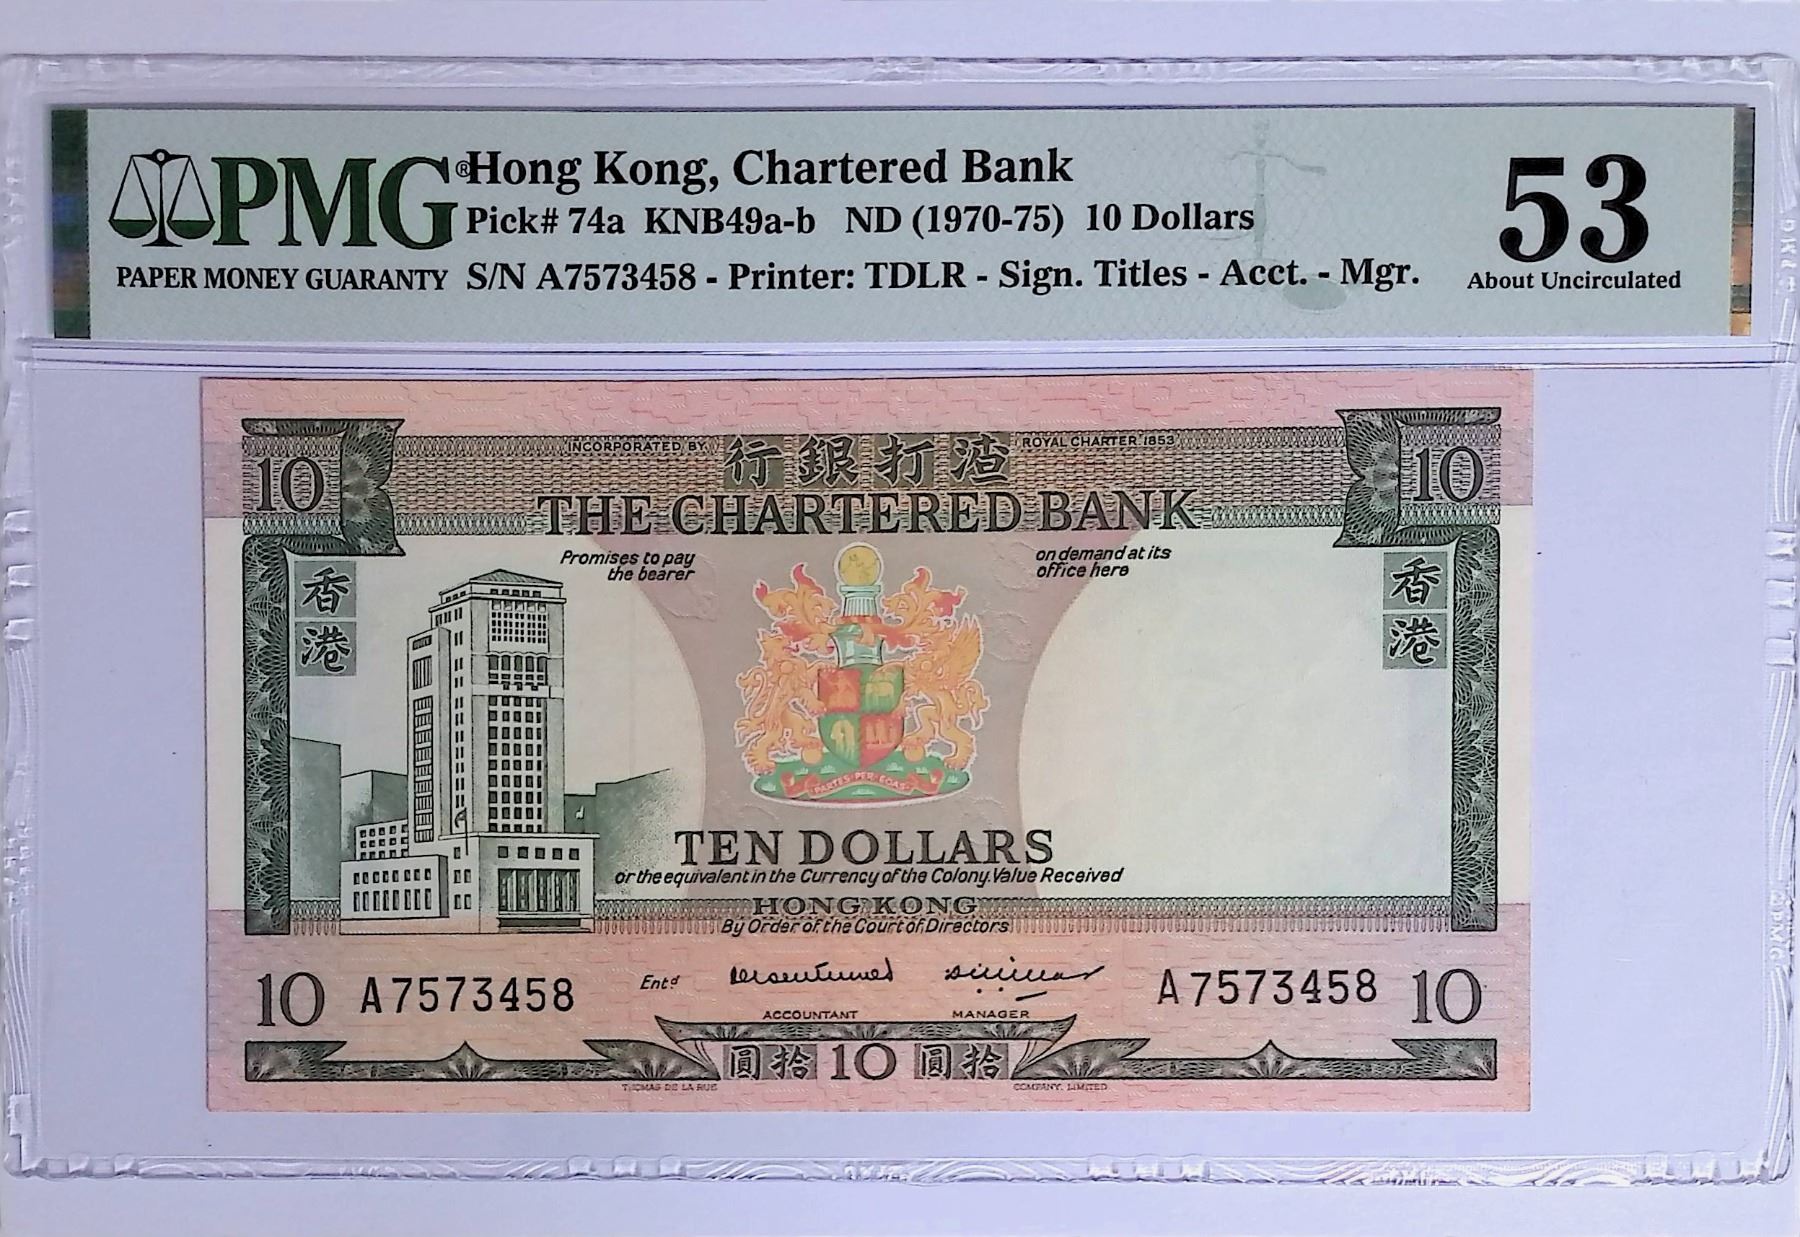 PMG®
PAPER MONEY GUARANTY
Hong Kong, Chartered Bank
Pick# 74a KNB49a-b ND (1970-75) 10 Dollars
S/N A7573458 - Printer: TDLR - Sign. Titles - Acct. - Mgr.
53
About Uncirculated
10
INCORPORATED BY
行銀打渣
ROYAL CHARTER 1853
10
THE CHARTERED BANK
Promises to pay
the bearer
on demand at its
office here
香
港
香
港
PARTES PER EOAS
TEN DOLLARS
or the equivalent in the Currency of the Colony. Value Received
HONG KONG
By Order of the Court of Directors
10 A7573458
Entd
ACCOUNTANT
MANAGER
A7573458 10
圓拾 10 圓拾
THOMAS DE LA RUE
COMPANY, LIMITED